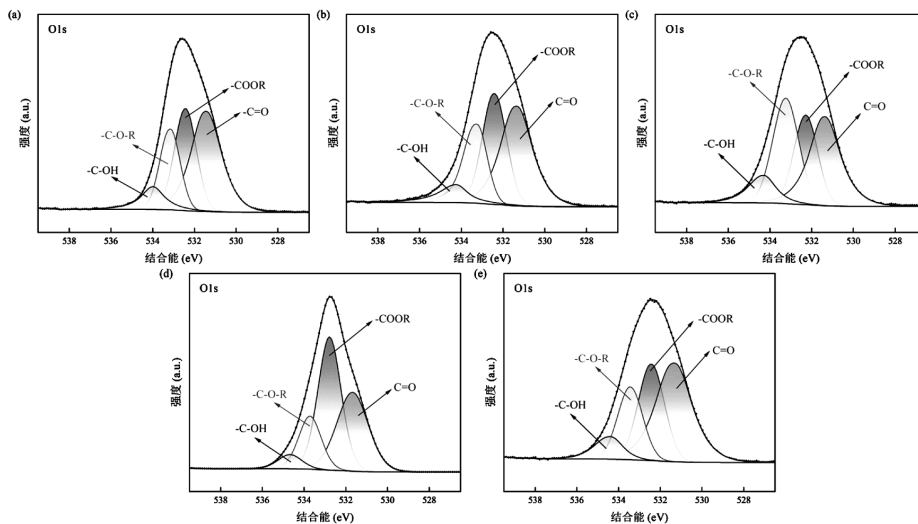 (a)
O1s
-COOR
-C-O-R
-C=O
-C-OH
强度 (a.u.)
538 536 534 532 530 528
结合能 (eV)
(b)
O1s
-COOR
-C-O-R
C=O
-C-OH
强度 (a.u.)
538 536 534 532 530 528
结合能 (eV)
(c)
O1s
-C-O-R
-COOR
C=O
-C-OH
强度 (a.u.)
538 536 534 532 530 528
结合能 (eV)
(d)
O1s
-COOR
-C-O-R
C=O
-C-OH
强度 (a.u.)
536 534 532 530 528
结合能 (eV)
(e)
O1s
-COOR
-C-O-R
C=O
-C-OH
强度 (a.u.)
538 536 534 532 530 528
结合能 (eV)